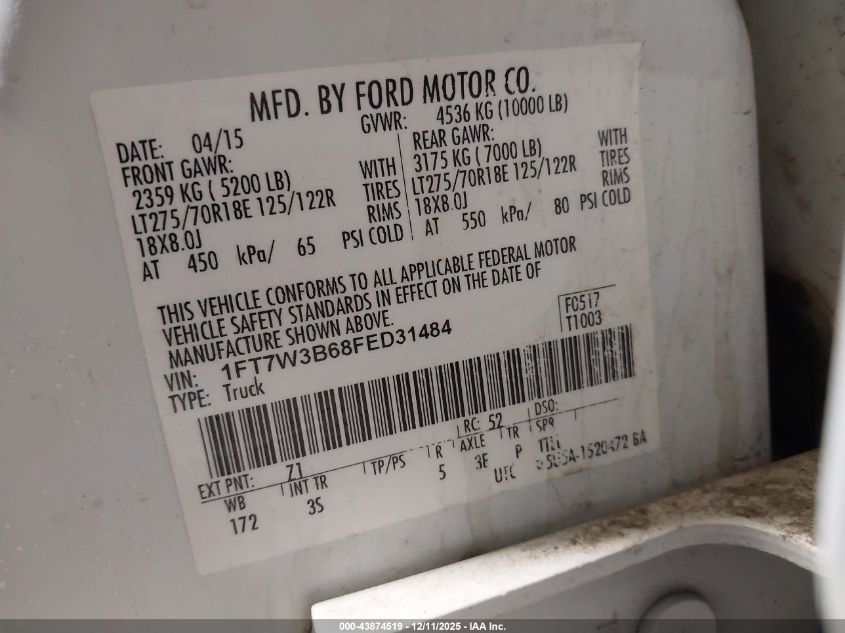 MFD. BY FORD MOTOR CO.
DATE: 04/15 GVWR: 4536 KG (10000 LB)
FRONT GAWR: REAR GAWR:
2359 KG ( 5200 LB) WITH 3175 KG ( 7000 LB) WITH
LT275/70R18E 125/122R TIRES LT275/70R18E 125/122R TIRES
18X8.0J RIMS 18X8.0J RIMS
AT 450 kPa/ 65 PSI COLD AT 550 kPa/ 80 PSI COLD
THIS VEHICLE CONFORMS TO ALL APPLICABLE FEDERAL MOTOR
VEHICLE SAFETY STANDARDS IN EFFECT ON THE DATE OF
MANUFACTURE SHOWN ABOVE.
F0517
T1003
VIN: 1FT7W3B68FED31484
TYPE: Truck
EXT PNT: Z1 RC: 52 DSO:
WB INT TR TP/PS R AXLE TR SPR
172 3S 5 3E P
UTC
000-43874519 - 12/11/2025 - IAA Inc.